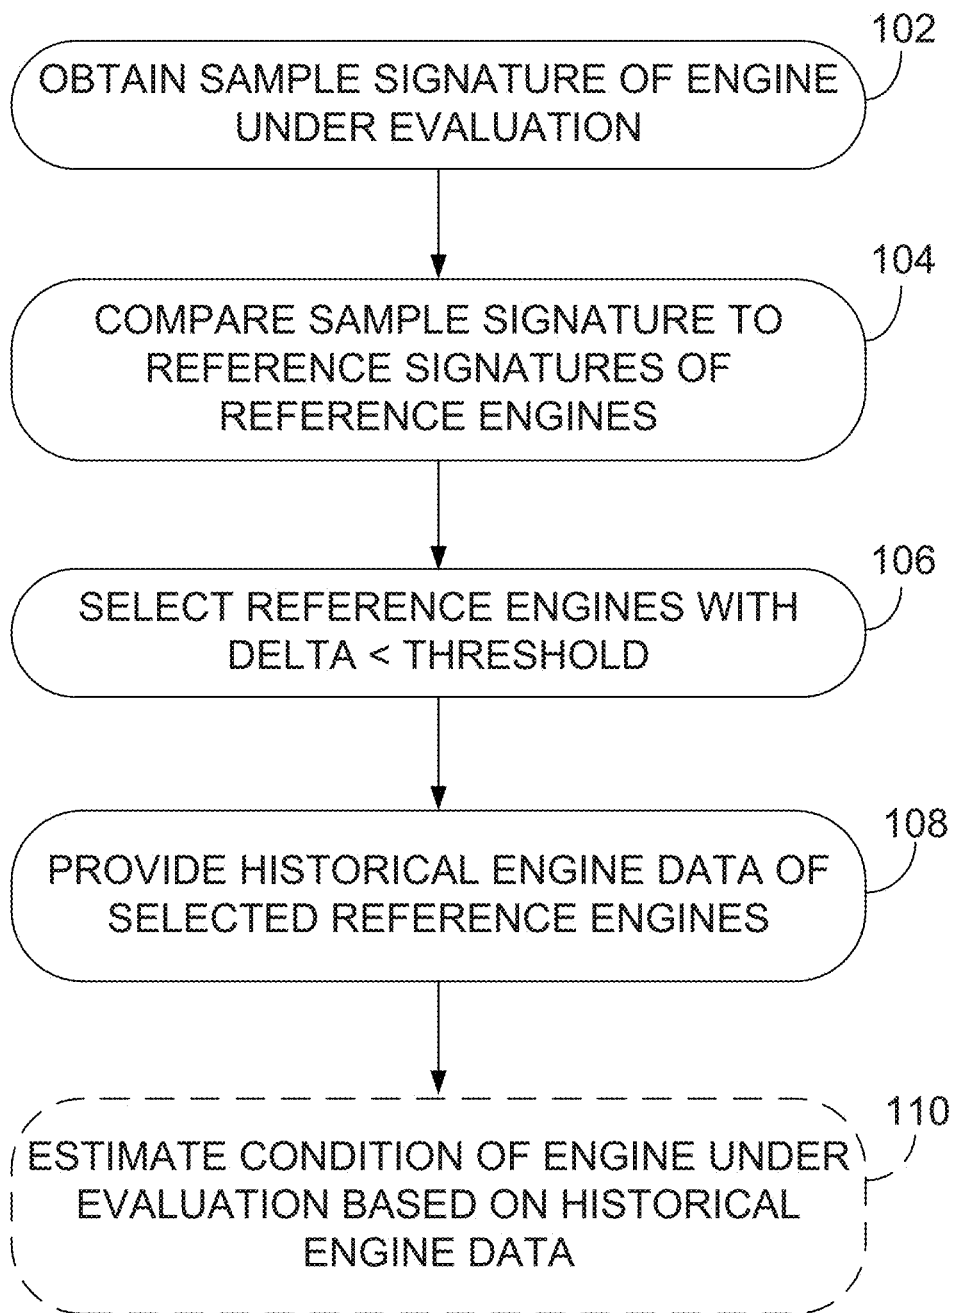 102
OBTAIN SAMPLE SIGNATURE OF ENGINE
UNDER EVALUATION
104
COMPARE SAMPLE SIGNATURE TO
REFERENCE SIGNATURES OF
REFERENCE ENGINES
106
SELECT REFERENCE ENGINES WITH
DELTA < THRESHOLD
108
PROVIDE HISTORICAL ENGINE DATA OF
SELECTED REFERENCE ENGINES
110
ESTIMATE CONDITION OF ENGINE UNDER
EVALUATION BASED ON HISTORICAL
ENGINE DATA